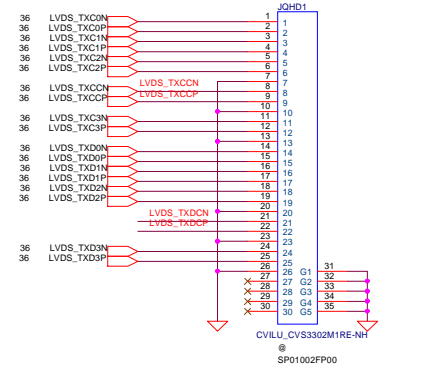 JQHD1
36 LVDS_TXC0N 1 1
36 LVDS_TXC0P 2 2
36 LVDS_TXC1N 3 3
36 LVDS_TXC1P 4 4
36 LVDS_TXC2N 5 5
36 LVDS_TXC2P 6 6
7 7
36 LVDS_TXCCN LVDS_TXCCN 8 8
36 LVDS_TXCCP LVDS_TXCCP 9 9
10 10
36 LVDS_TXC3N 11 11
36 LVDS_TXC3P 12 12
13 13
36 LVDS_TXD0N 14 14
36 LVDS_TXD0P 15 15
36 LVDS_TXD1N 16 16
36 LVDS_TXD1P 17 17
36 LVDS_TXD2N 18 18
36 LVDS_TXD2P 19 19
20 20
LVDS_TXDCN 21 21
LVDS_TXDCP 22 22
23 23
36 LVDS_TXD3N 24 24
36 LVDS_TXD3P 25 25
26 26 G1 31
27 27 G2 32
28 28 G3 33
29 29 G4 34
30 30 G5 35
CVILU_CVS3302M1RE-NH
@
SP01002FP00